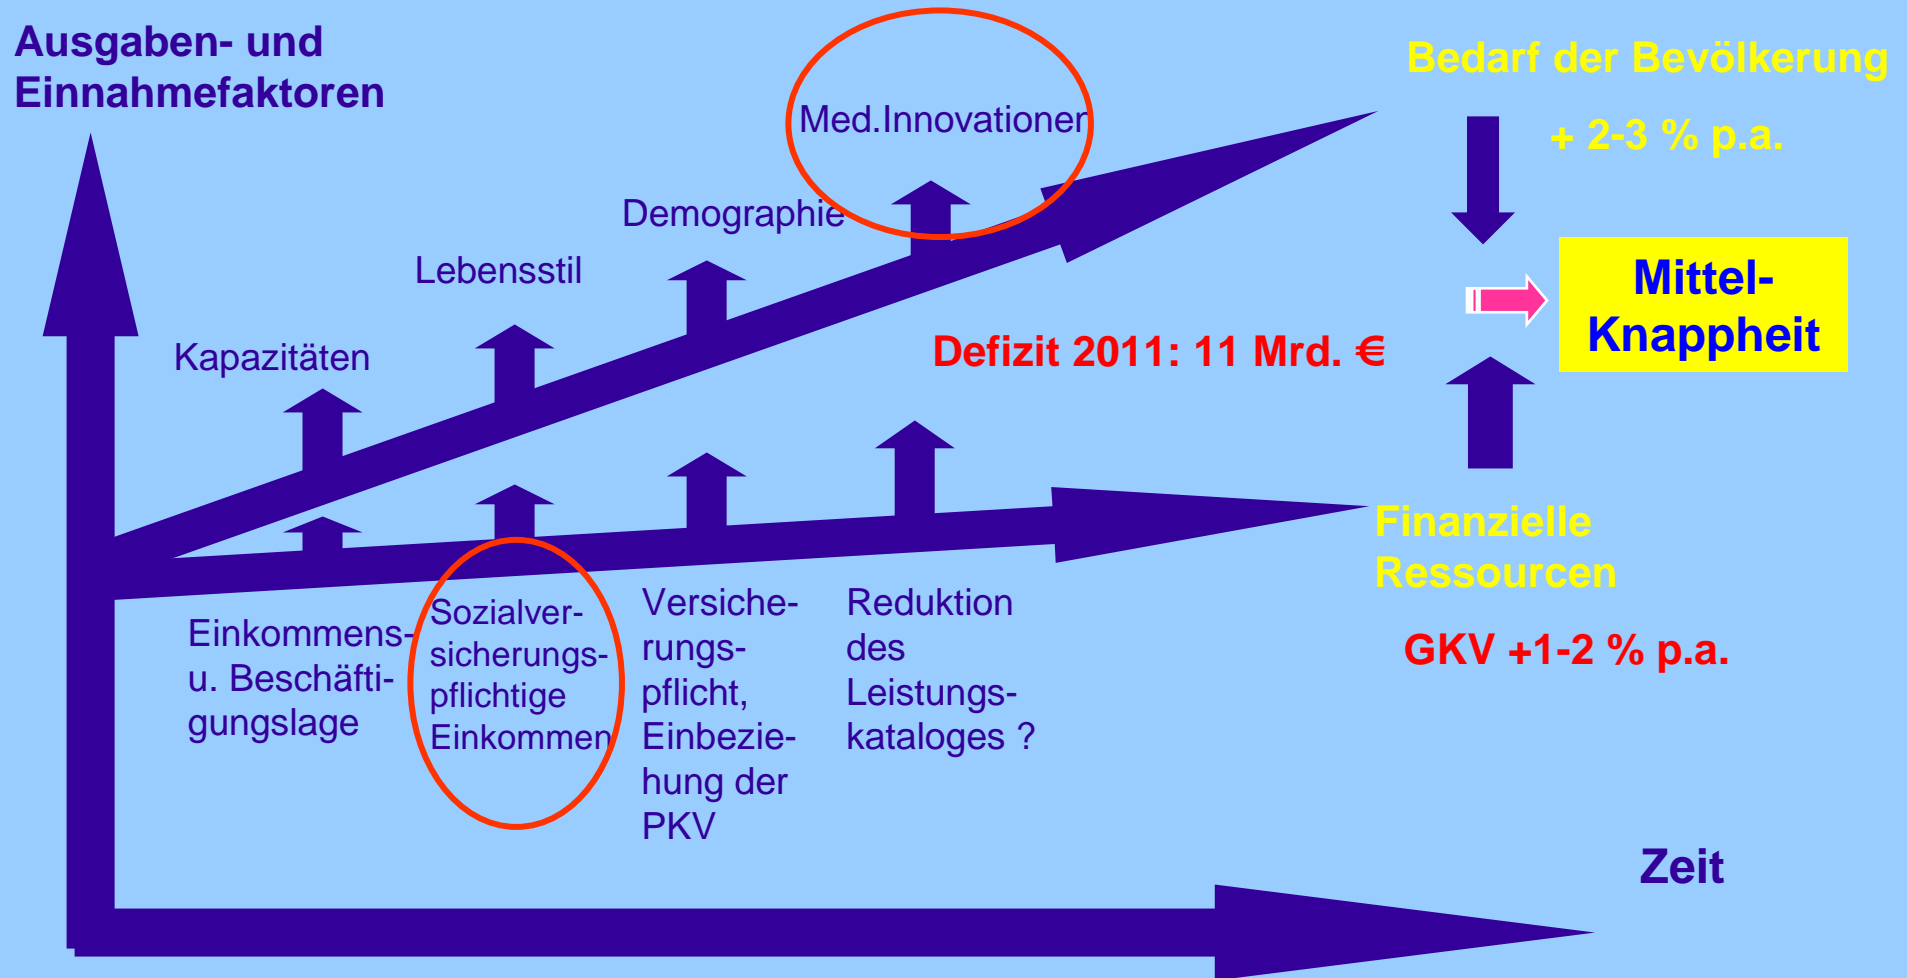 Ausgaben- und
Einnahmefaktoren
Bedarf der Bevölkerung
+ 2-3 % p.a.
Med.Innovationen
Demographie
Lebensstil
Kapazitäten
Mittel-
Knappheit
Defizit 2011: 11 Mrd. €
Finanzielle
Ressourcen
GKV +1-2 % p.a.
Einkommens-
u. Beschäfti-
gungslage
Sozialver-
sicherungs-
pflichtige
Einkommen
Versiche-
rungs-
pflicht,
Einbezie-
hung der
PKV
Reduktion
des
Leistungs-
kataloges ?
Zeit